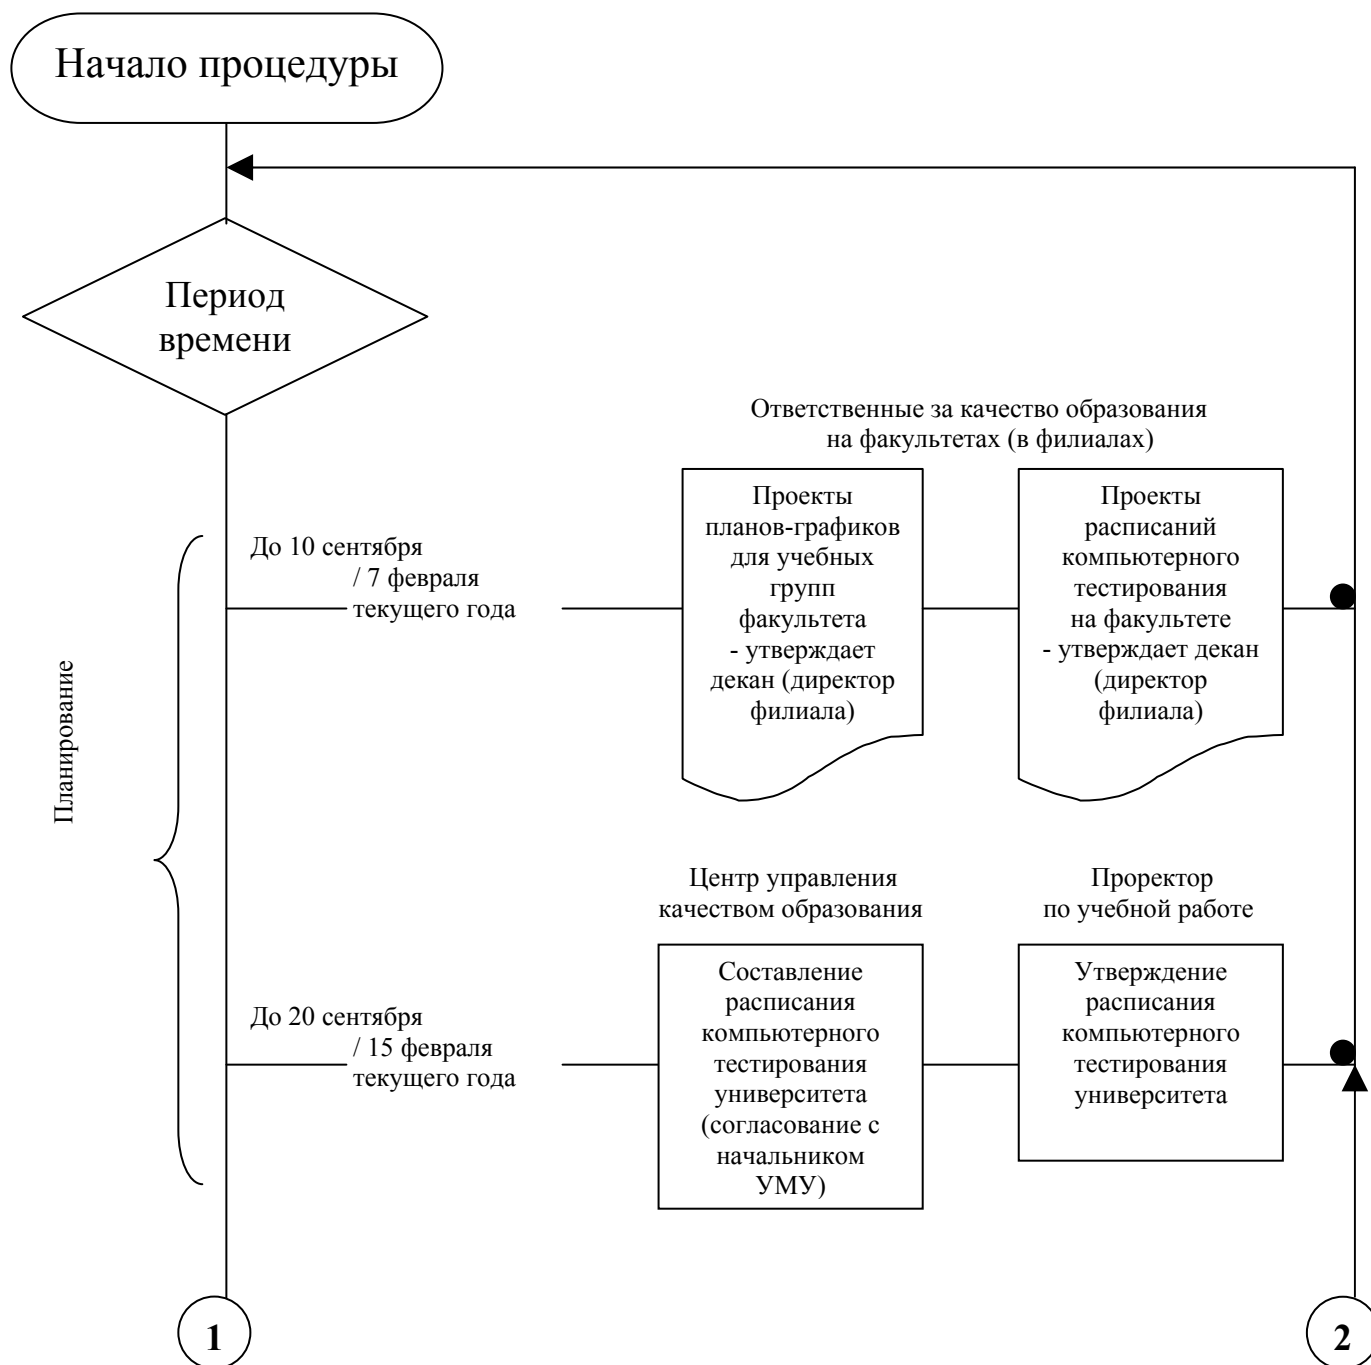 Начало процедуры
Период
времени
Ответственные за качество образования
на факультетах (в филиалах)
До 10 сентября
/ 7 февраля
текущего года
Проекты
планов-графиков
для учебных
групп
факультета
- утверждает
декан (директор
филиала)
Проекты
расписаний
компьютерного
тестирования
на факультете
- утверждает декан
(директор
филиала)
Планирование
Центр управления
качеством образования
Проректор
по учебной работе
До 20 сентября
/ 15 февраля
текущего года
Составление
расписания
компьютерного
тестирования
университета
(согласование с
начальником
УМУ)
Утверждение
расписания
компьютерного
тестирования
университета
1
2